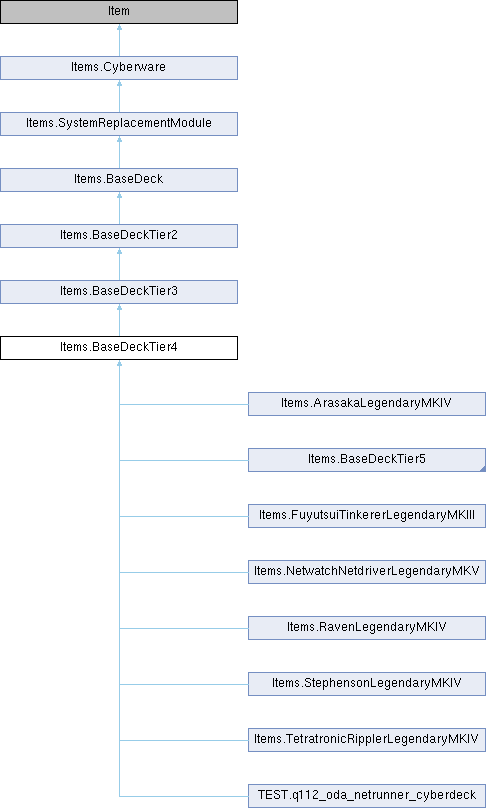 Item
Items.Cyberware
Items.SystemReplacementModule
Items.BaseDeck
Items.BaseDeckTier2
Items.BaseDeckTier3
Items.BaseDeckTier4
Items.ArasakaLegendaryMKIV
Items.BaseDeckTier5
Items.FuyutsuiTinkererLegendaryMKIII
Items.NetwatchNetdriverLegendaryMKV
Items.RavenLegendaryMKIV
Items.StephensonLegendaryMKIV
Items.TetratronicRipplerLegendaryMKIV
TEST.q112_oda_netrunner_cyberdeck